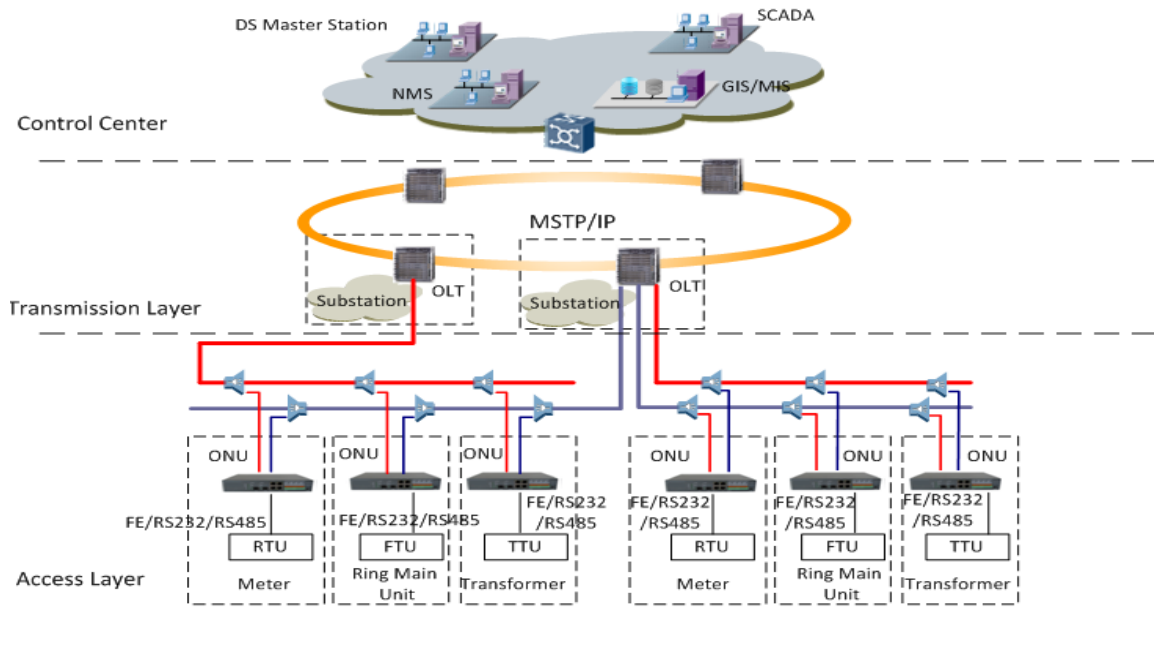 DS Master Station
SCADA
NMS
GIS/MIS
Control Center
MSTP/IP
Substation
OLT
Substation
OLT
Transmission Layer
ONU
ONU
ONU
ONU
ONU
ONU
FE/RS232/RS485
FE/RS232/RS485
FE/RS232
/RS485
FE/RS232
/RS485
FE/RS232
/RS485
FE/RS232
/RS485
RTU
FTU
TTU
RTU
FTU
TTU
Access Layer
Meter
Ring Main
Unit
Transformer
Meter
Ring Main
Unit
Transformer